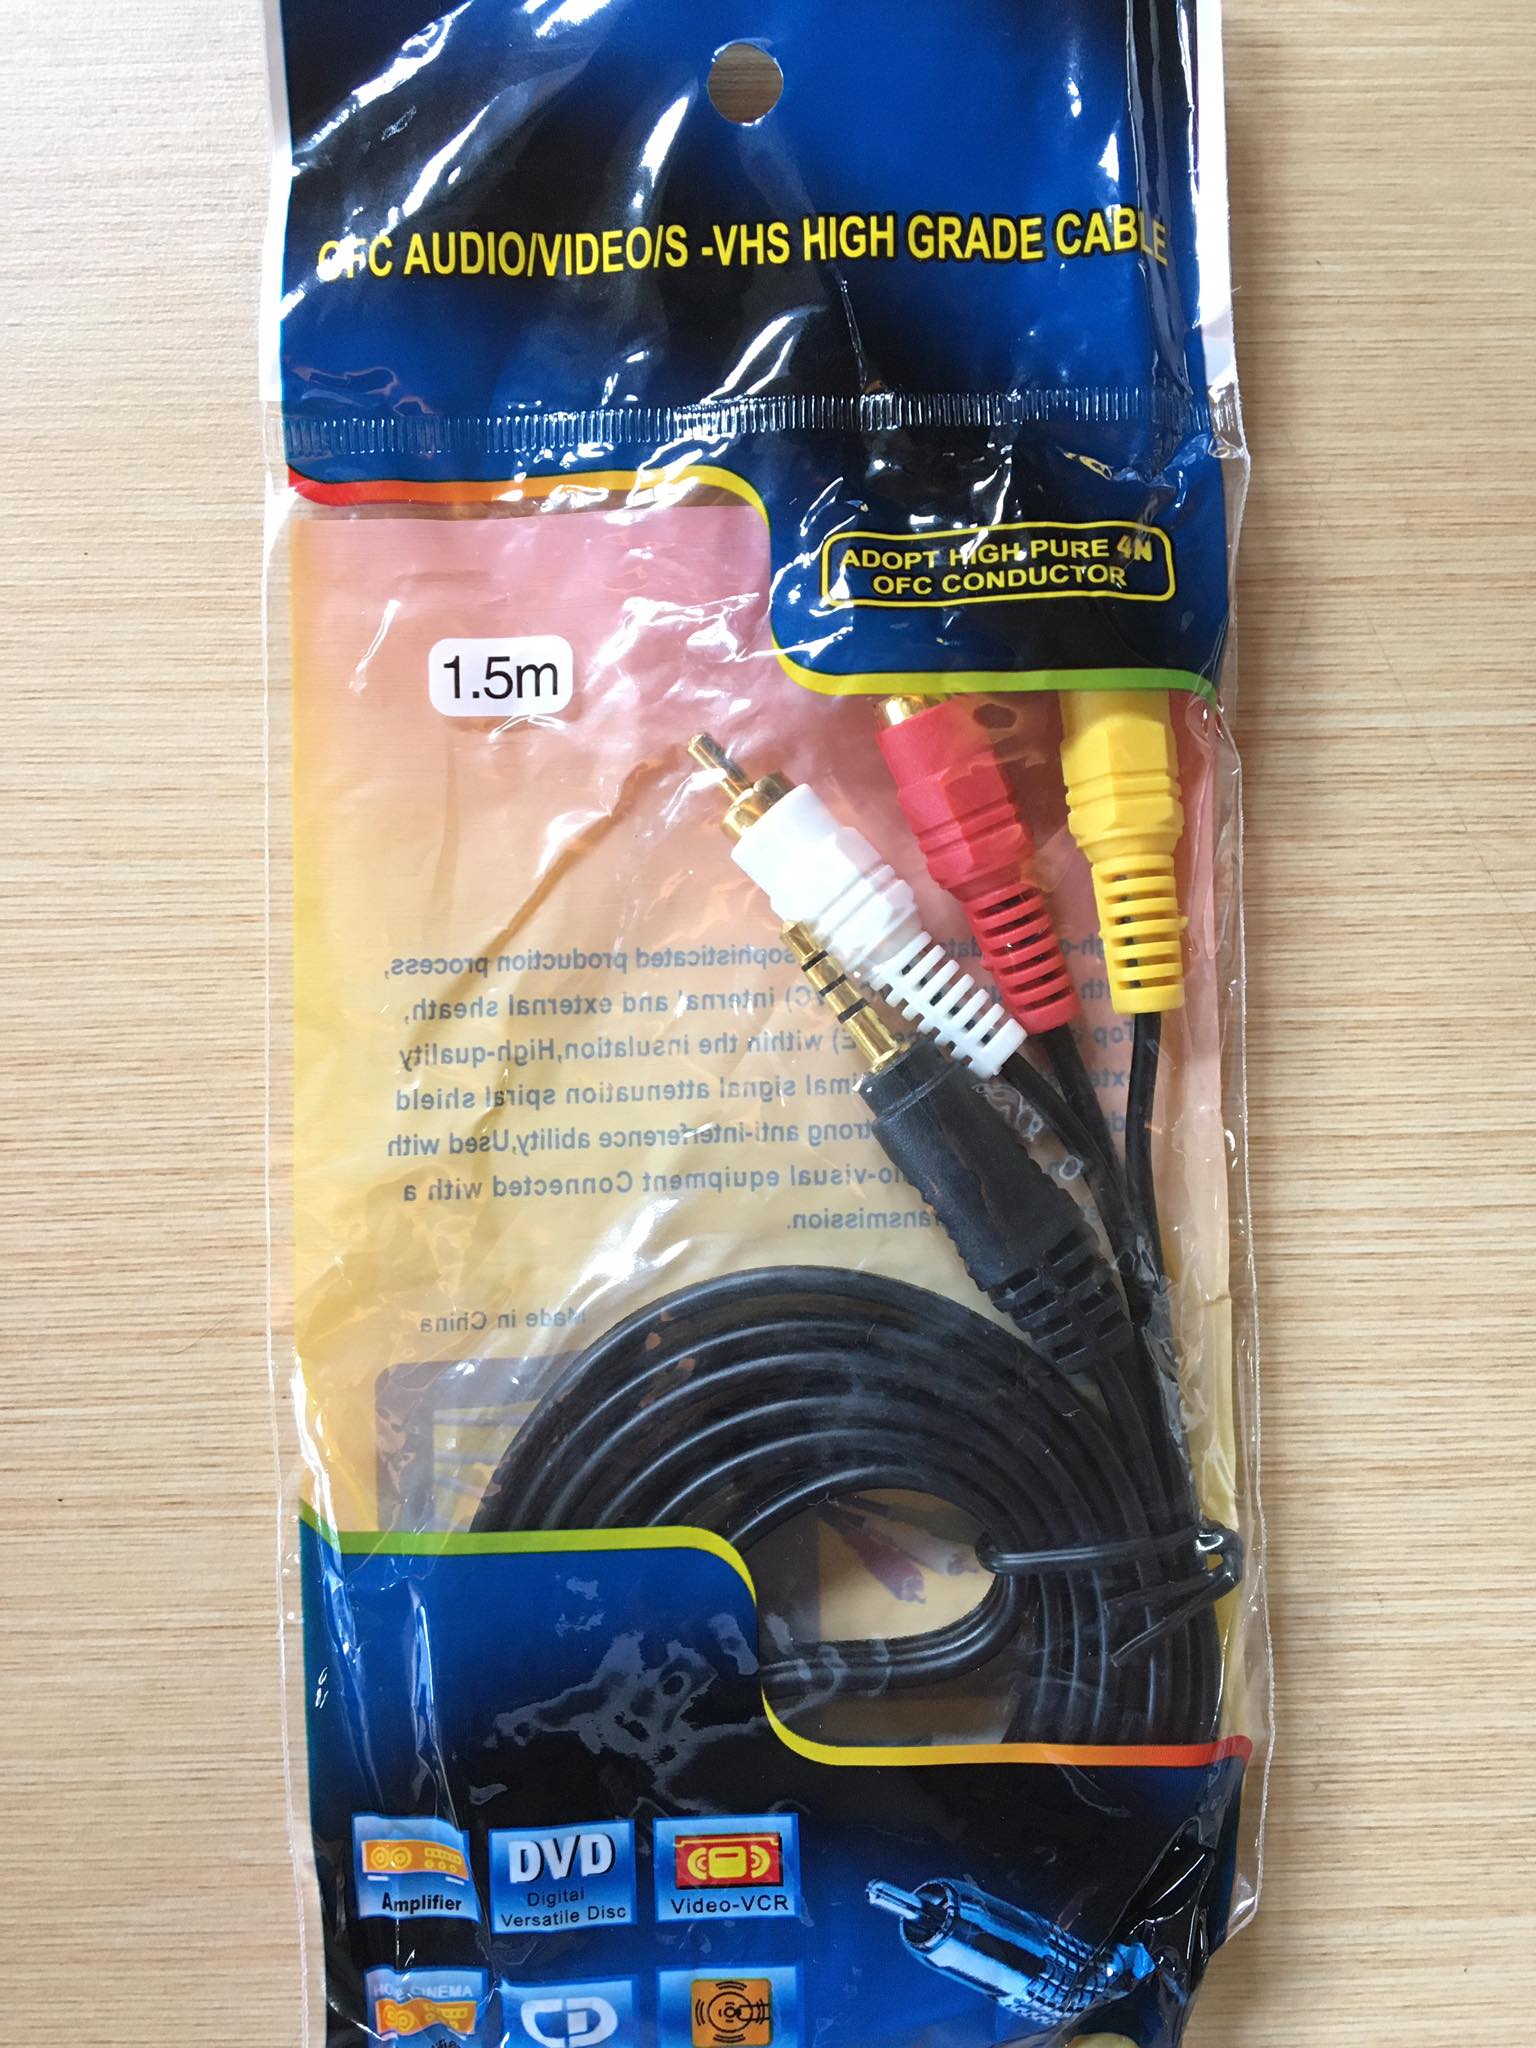 OFC AUDIO/VIDEO/S -VHS HIGH GRADE CABLE
ADOPT HIGH PURE 4N
OFC CONDUCTOR
1.5m
sophisticated production process,
internal and external sheath,
within the insulation,High-quality
signal attenuation spiral shield
anti-interference ability,Used with
equipment Connected with a
Made in China
Amplifier
DVD
Digital
Versatile Disc
Video-VCR
CINEMA
CD